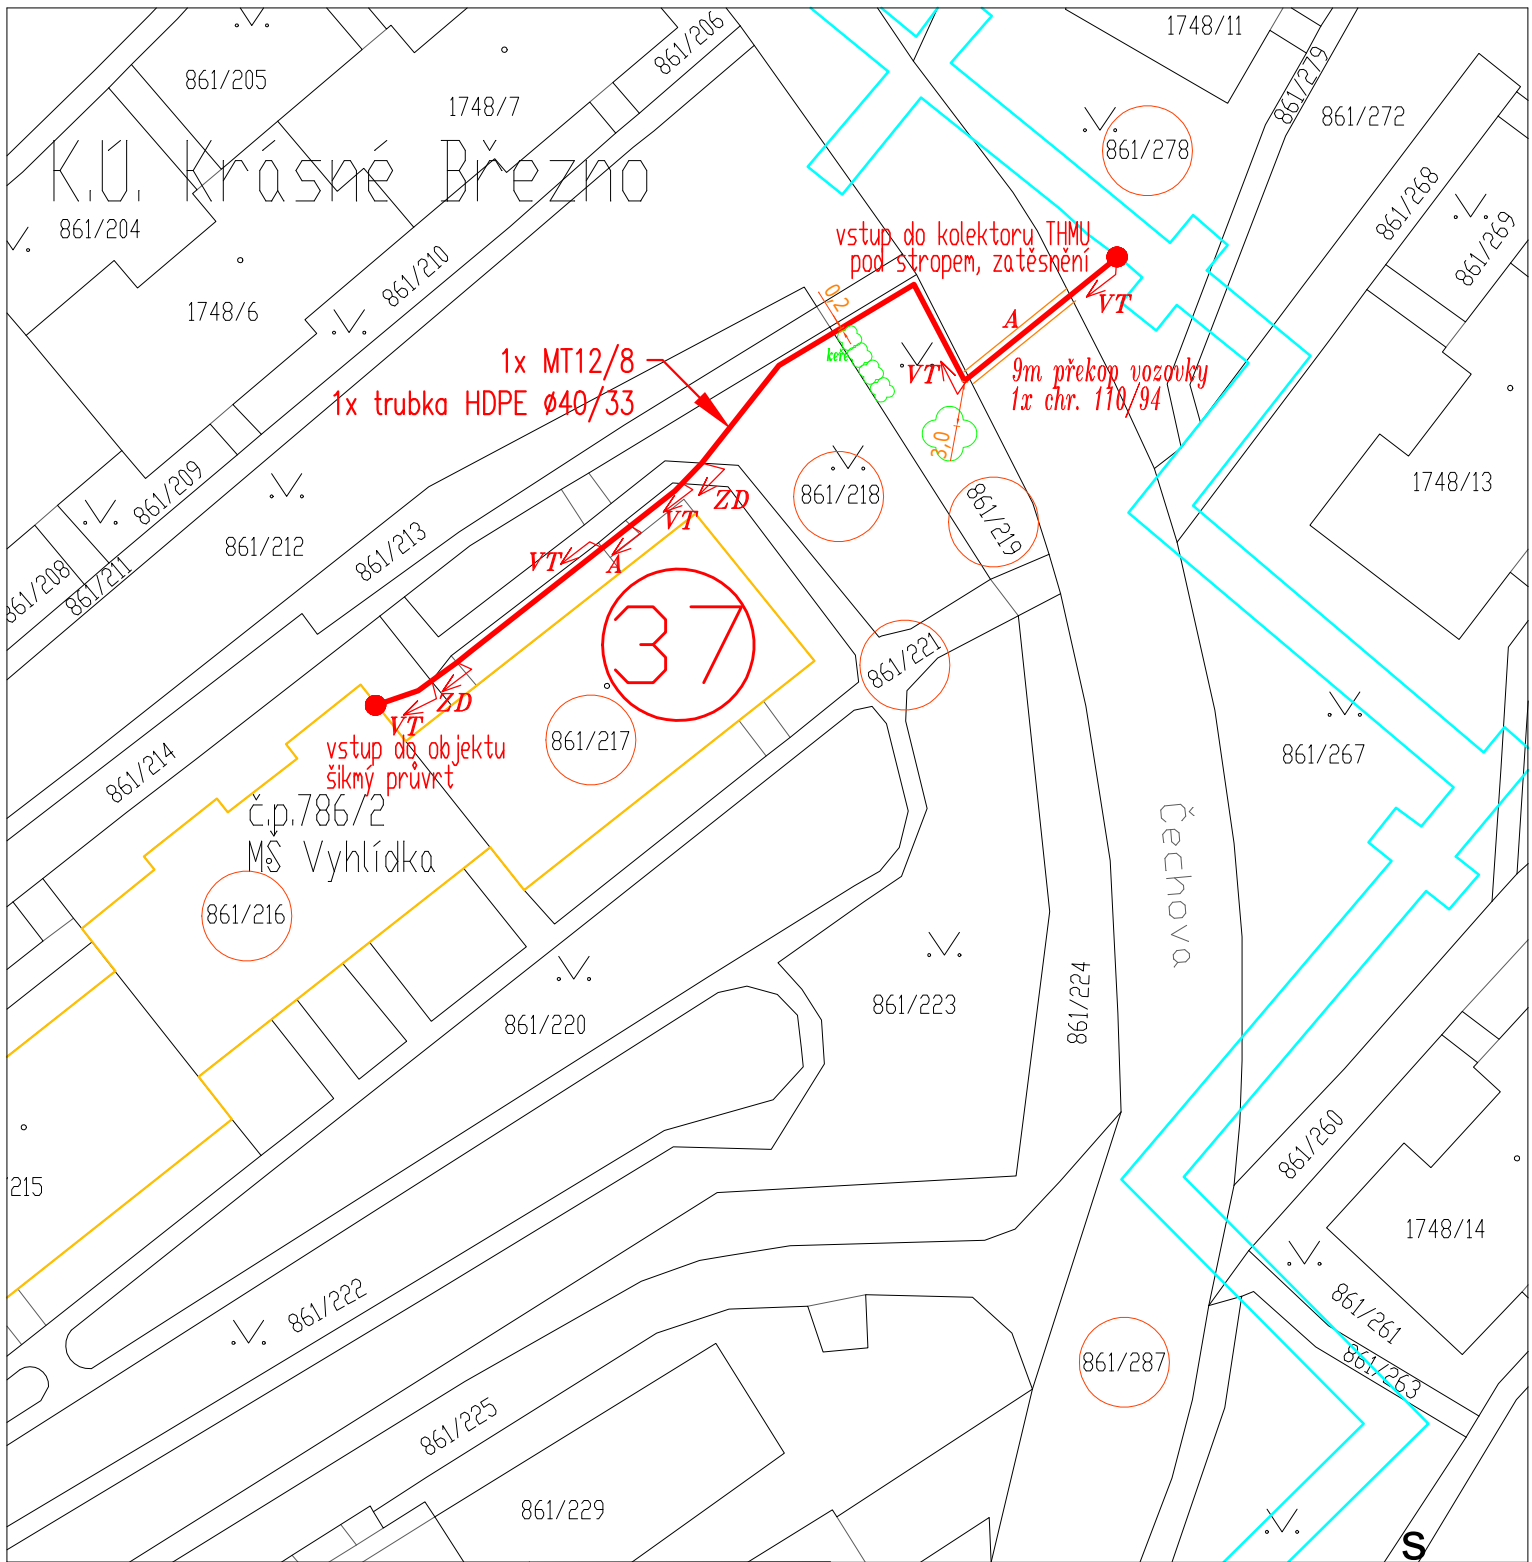 1748/11
861/206
861/205
1748/7
861/279
861/272
861/278
K.Ú. Krásné Březno
861/204
861/268
861/269
861/210
1748/6
vstup do kolektoru THMU
pod stropem, zatěsnění
0,2
VT
A
1x MT12/8
1x trubka HDPE ø40/33
keře
VT
9m překop vozovky
1x chr. 110/94
3,0
861/209
861/218
1748/13
ZD
VT
861/219
861/213
861/212
VT
A
861/208
861/211
37
861/221
ZD
VT
861/217
vstup do objektu
šikmý průvrt
861/214
861/267
č.p.786/2
MŠ Vyhlídka
Čechova
861/216
861/220
861/223
861/224
861/260
215
1748/14
861/222
861/261
861/263
861/287
861/225
861/229
S